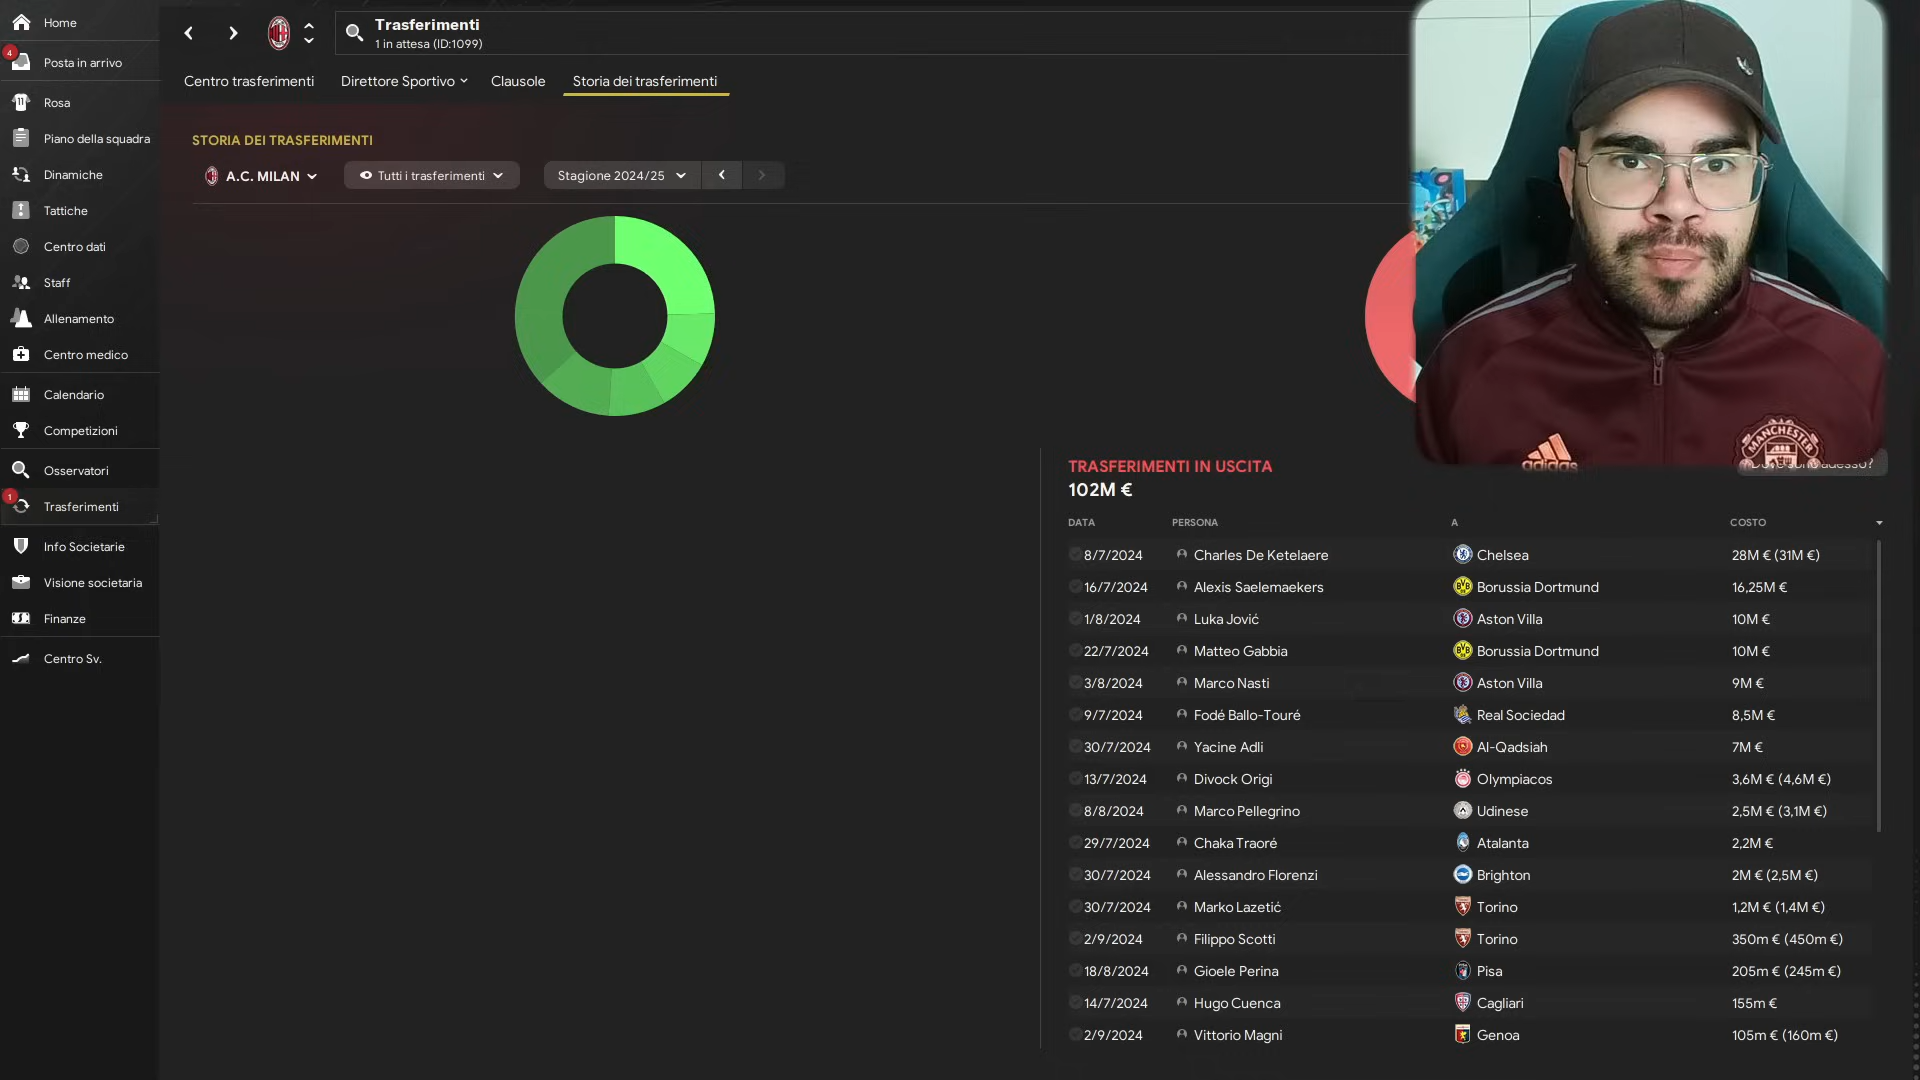 Home
4
Posta in arrivo
11
Rosa
Piano della squadra
Dinamiche
Tattiche
Centro dati
Staff
Allenamento
Centro medico
Calendario
Competizioni
Osservatori
1
Trasferimenti
Info Societarie
Visione societaria
Finanze
Centro Sv.
Trasferimenti
1 in attesa (ID:1099)
Centro trasferimenti Direttore Sportivo Clausole Storia dei trasferimenti
STORIA DEI TRASFERIMENTI
A.C. MILAN Tutti i trasferimenti Stagione 2024/25
adidas
MANCHESTER
TRASFERIMENTI IN USCITA
102M €
DATA PERSONA A COSTO
8/7/2024 Charles De Ketelaere Chelsea 28M € (31M €)
16/7/2024 Alexis Saelemaekers Borussia Dortmund 16,25M €
1/8/2024 Luka Jović Aston Villa 10M €
22/7/2024 Matteo Gabbia Borussia Dortmund 10M €
3/8/2024 Marco Nasti Aston Villa 9M €
9/7/2024 Fodé Ballo-Touré Real Sociedad 8,5M €
30/7/2024 Yacine Adli Al-Qadsiah 7M €
13/7/2024 Divock Origi Olympiacos 3,6M € (4,6M €)
8/8/2024 Marco Pellegrino Udinese 2,5M € (3,1M €)
29/7/2024 Chaka Traoré Atalanta 2,2M €
30/7/2024 Alessandro Florenzi Brighton 2M € (2,5M €)
30/7/2024 Marko Lazetić Torino 1,2M € (1,4M €)
2/9/2024 Filippo Scotti Torino 350m € (450m €)
18/8/2024 Gioele Perina Pisa 205m € (245m €)
14/7/2024 Hugo Cuenca Cagliari 155m €
2/9/2024 Vittorio Magni Genoa 105m € (160m €)